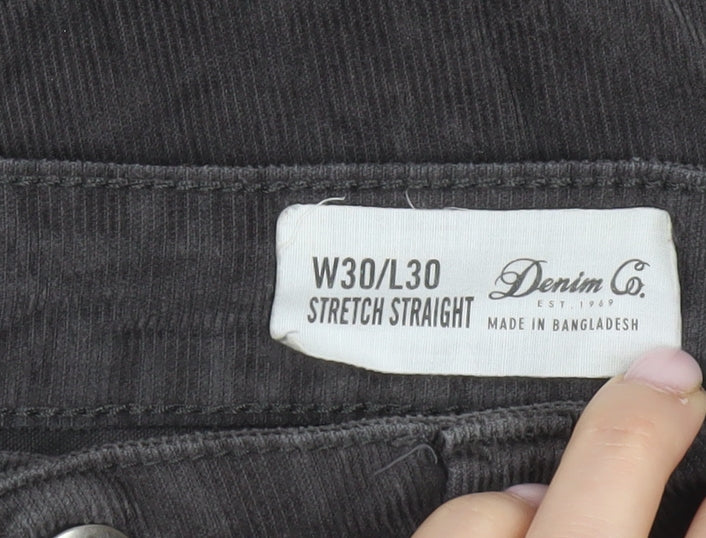 W30/L30
STRETCH STRAIGHT
Denim Co.
EST. 1969
MADE IN BANGLADESH